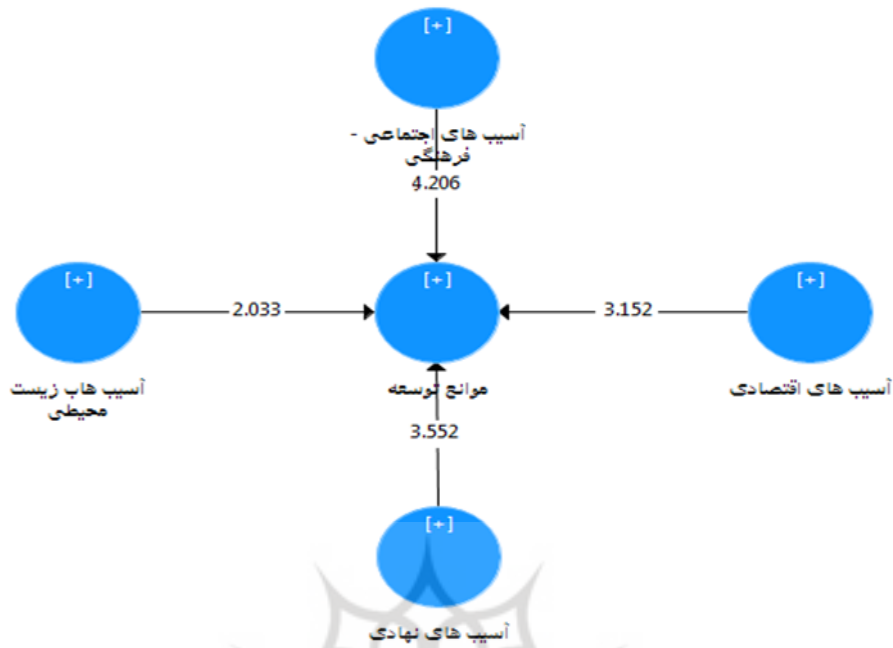 [+]
آسیب های اجتماعی -
فرهنگی
4.206
[+]
[+]
[+]
2.033
3.152
آسیب هاب زیست
محیطی
موانع توسعه
آسیب های اقتصادی
3.552
[+]
آسیب های نهادی